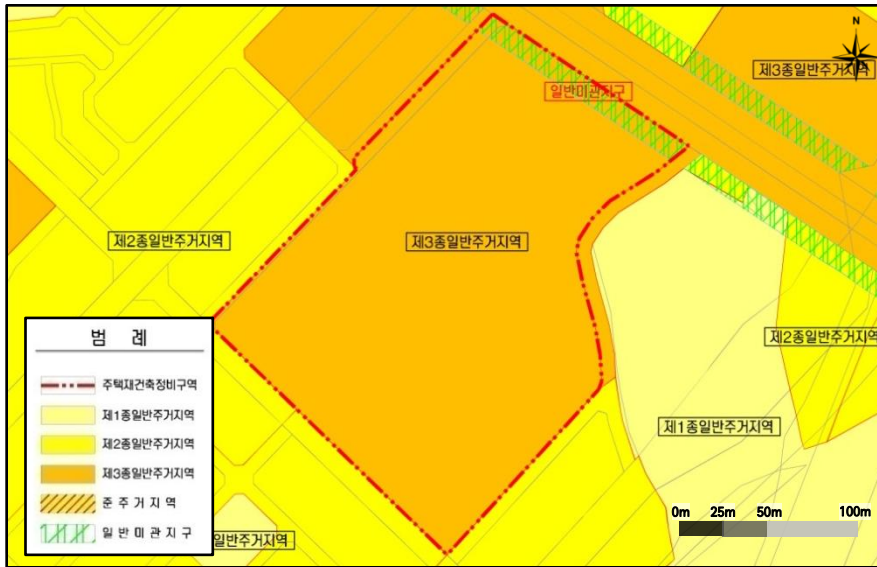 N
제3종일반주거지역
일반미관지구
제2종일반주거지역
제3종일반주거지역
제2종일반주거지역
제1종일반주거지역
일반주거지역
범 례
주택재건축정비구역
제1종일반주거지역
제2종일반주거지역
제3종일반주거지역
준 주 거 지 역
일 반 미 관 지 구
0m 25m 50m 100m